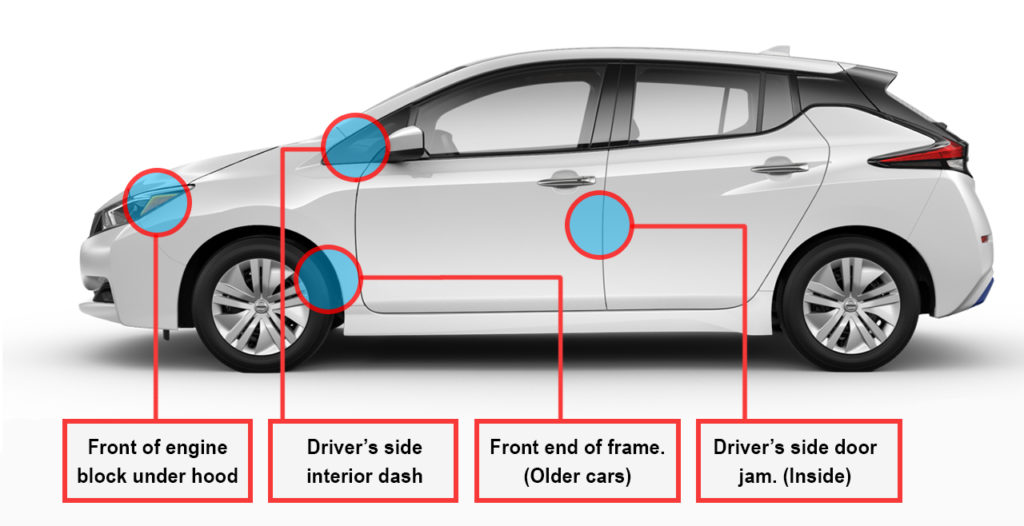 Front of engine
block under hood
Driver’s side
interior dash
Front end of frame.
(Older cars)
Driver’s side door
jam. (Inside)